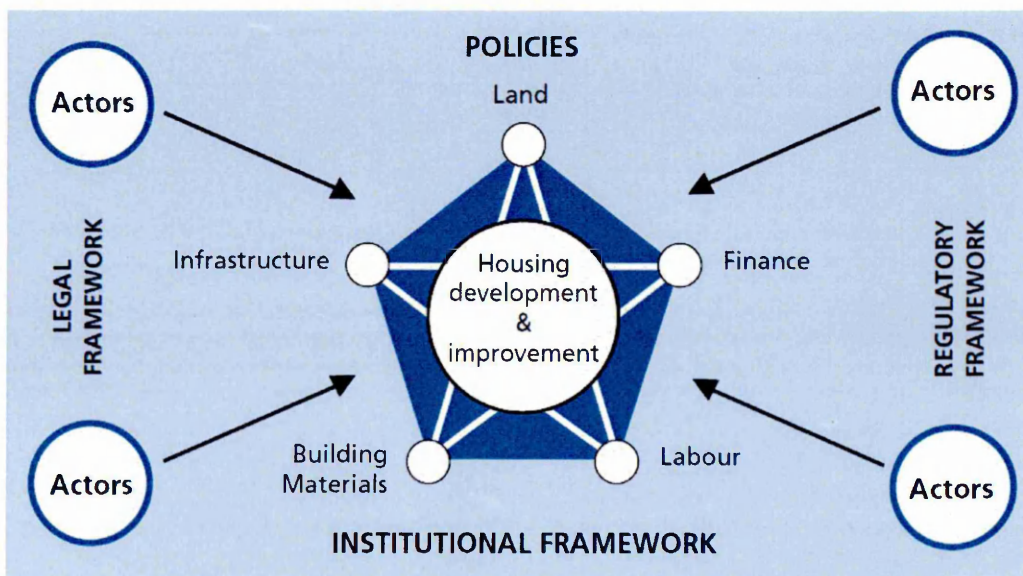 POLICIES
Actors
Actors
Land
LEGAL
FRAMEWORK
Infrastructure
Housing
development
&
improvement
Finance
REGULATORY
FRAMEWORK
Building
Materials
Labour
Actors
Actors
INSTITUTIONAL FRAMEWORK